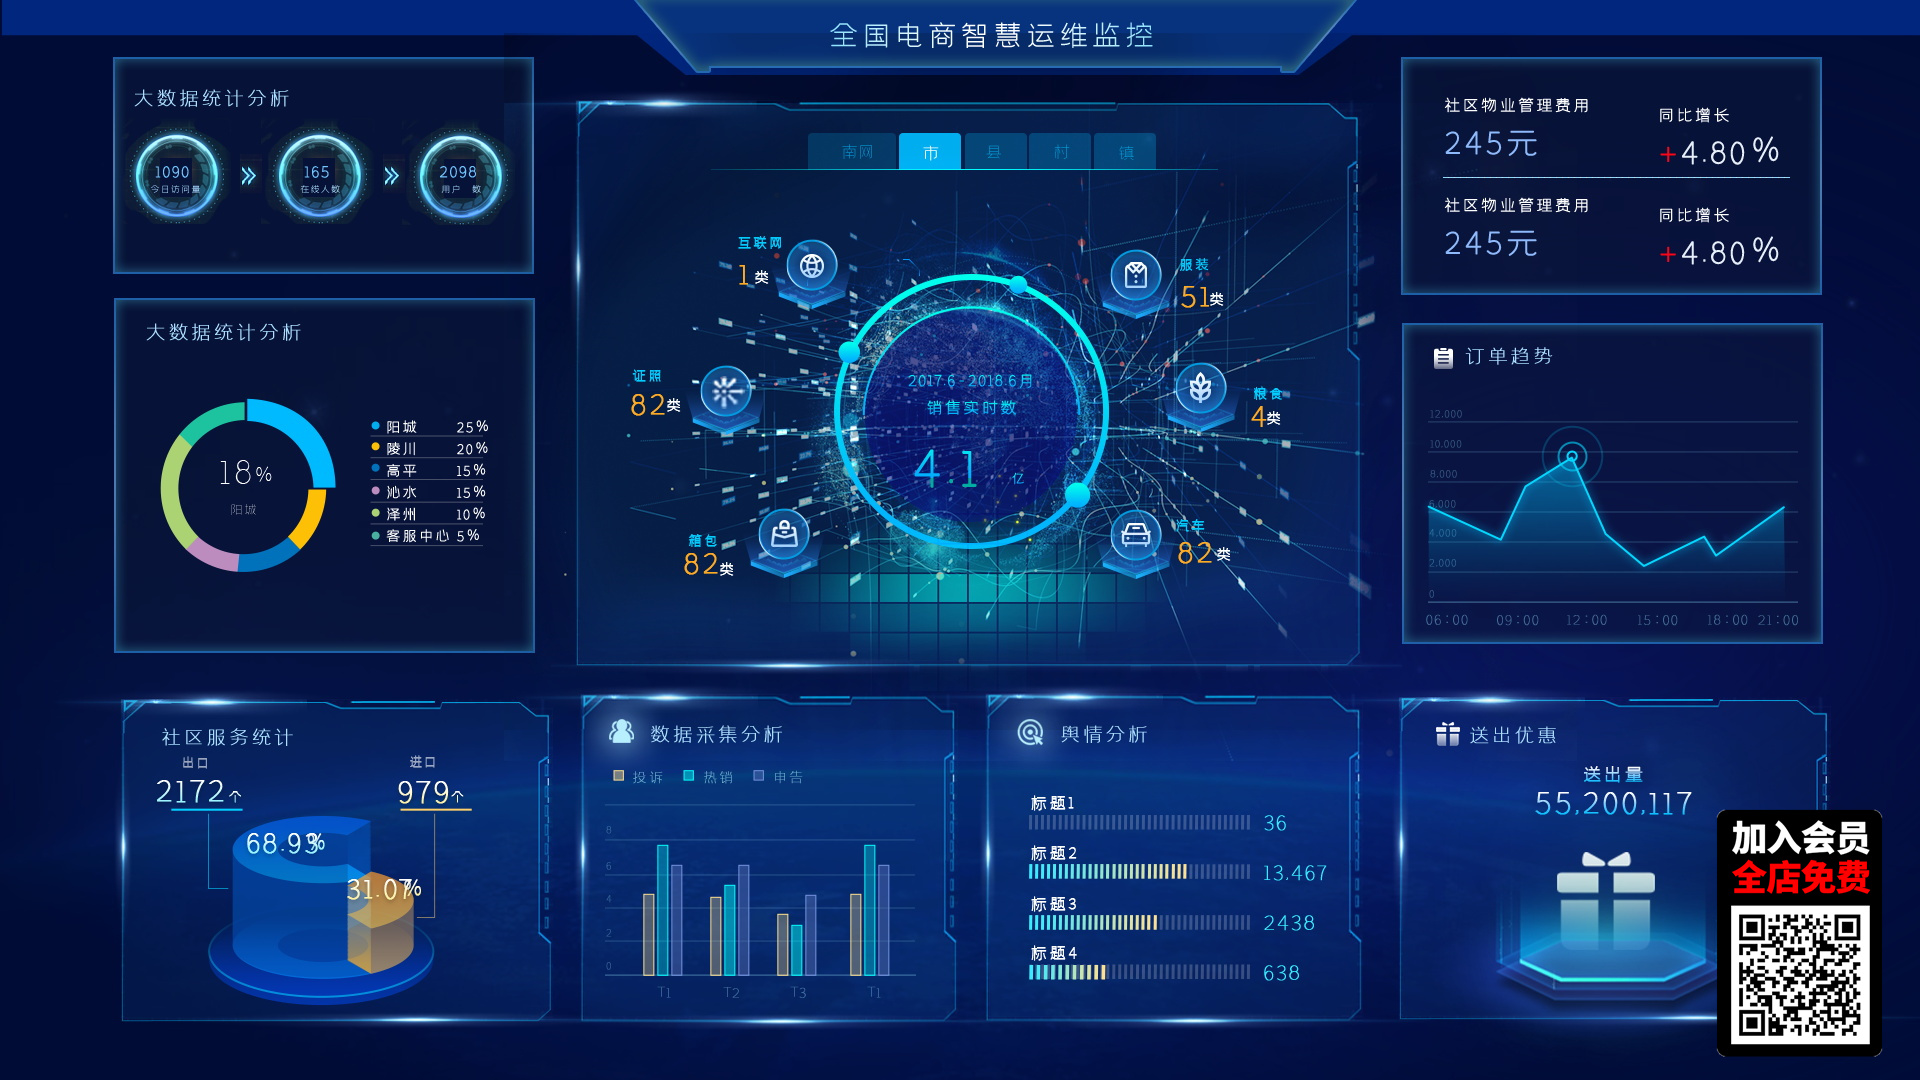 全国电商智慧运维监控
大数据统计分析
1090
今日访问量
165
在线人数
2098
用户 数
大数据统计分析
18%
阳城
阳城 25%
陵川 20%
高平 15%
沁水 15%
泽州 10%
客服中心 5%
南网
市
县
村
镇
互联网
1类
服装
51类
证照
82类
粮食
4类
箱包
82类
汽车
82类
2017.6-2018.6月
销售实时数
4.1 亿
社区物业管理费用
245元
同比增长
+4.80%
社区物业管理费用
245元
同比增长
+4.80%
订单趋势
12.000
10.000
8.000
6.000
4.000
2.000
0
06:00 09:00 12:00 15:00 18:00 21:00
社区服务统计
出口
2172个
进口
979个
68.93%
31.07%
数据采集分析
投诉 热销 申告
8
6
4
2
0
T1 T2 T3 T1
舆情分析
标题1
36
标题2
13.467
标题3
2438
标题4
638
送出优惠
送出量
55,200,117
加入会员
全店免费